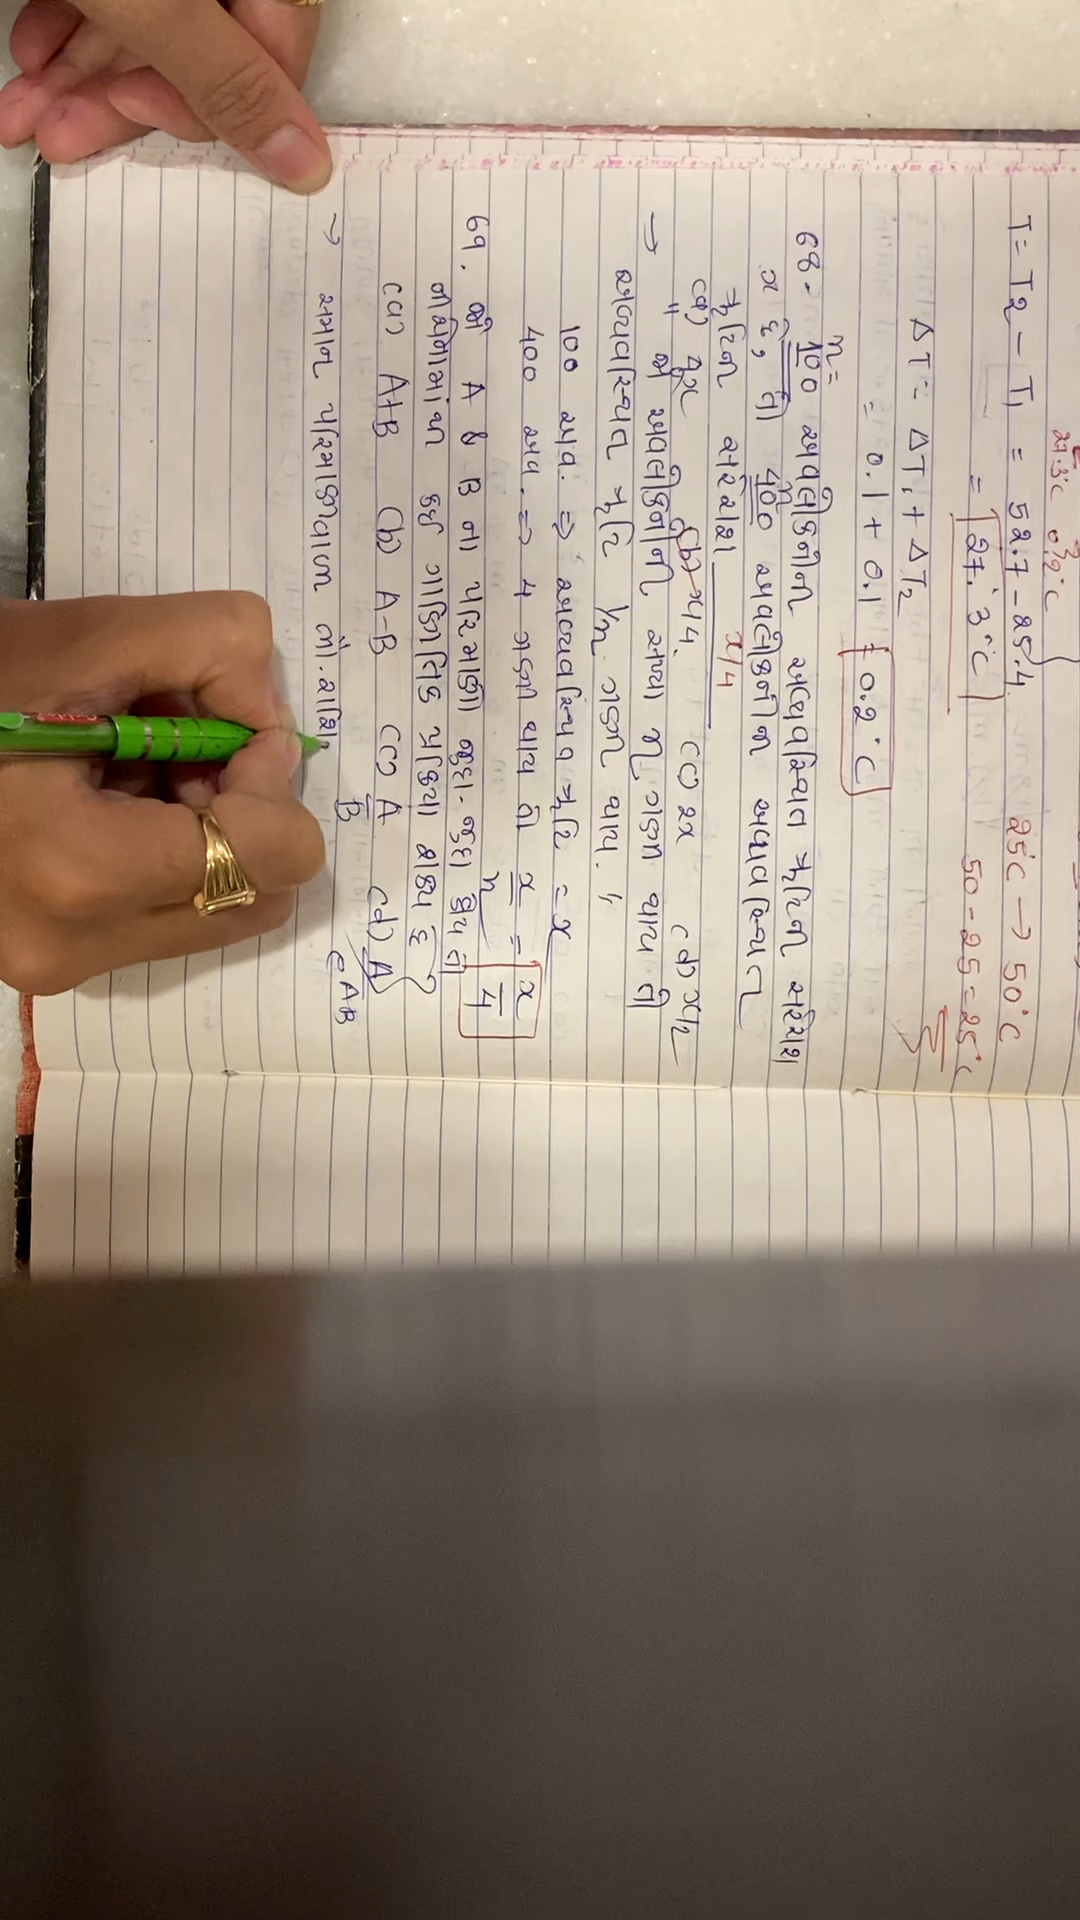 25°C → 50°C
50 - 25 = 25°C
T = T2 - T1 = 52.7 - 25.4
= 27.3°C
ΔT = ΔT1 + ΔT2
= 0.1 + 0.1 = 0.2°C
n=
68. 100 અવલોકનોની અવ્યવસ્થિત ત્રુટિની સરેરાશ
x છે, તો 400 અવલોકનોની અવ્યવસ્થિત
ત્રુટિની સરેરાશ x/4
(a) 4x (b) x/4 (c) 2x (d) x/2
→ " જો અવલોકનોની સંખ્યા n ગણી થાય તો
અવ્યવસ્થિત ત્રુટિ 1/n ગણી થાય. "
100 અવ. ⇒ અવ્યવસ્થિત ત્રુટિ = x
400 અવ. ⇒ 4 ગણી થાય તો x/n = x/4
69. જો A & B ના પરિમાણો જુદા-જુદા હોય તો
નીચેનામાંથી કઈ ગાણિતિક પ્રક્રિયા શક્ય છે?
(a) A+B (b) A-B (c) A/B (d) A/eAB
→ સમાન પરિમાણવાળી ભૌ. રાશિ